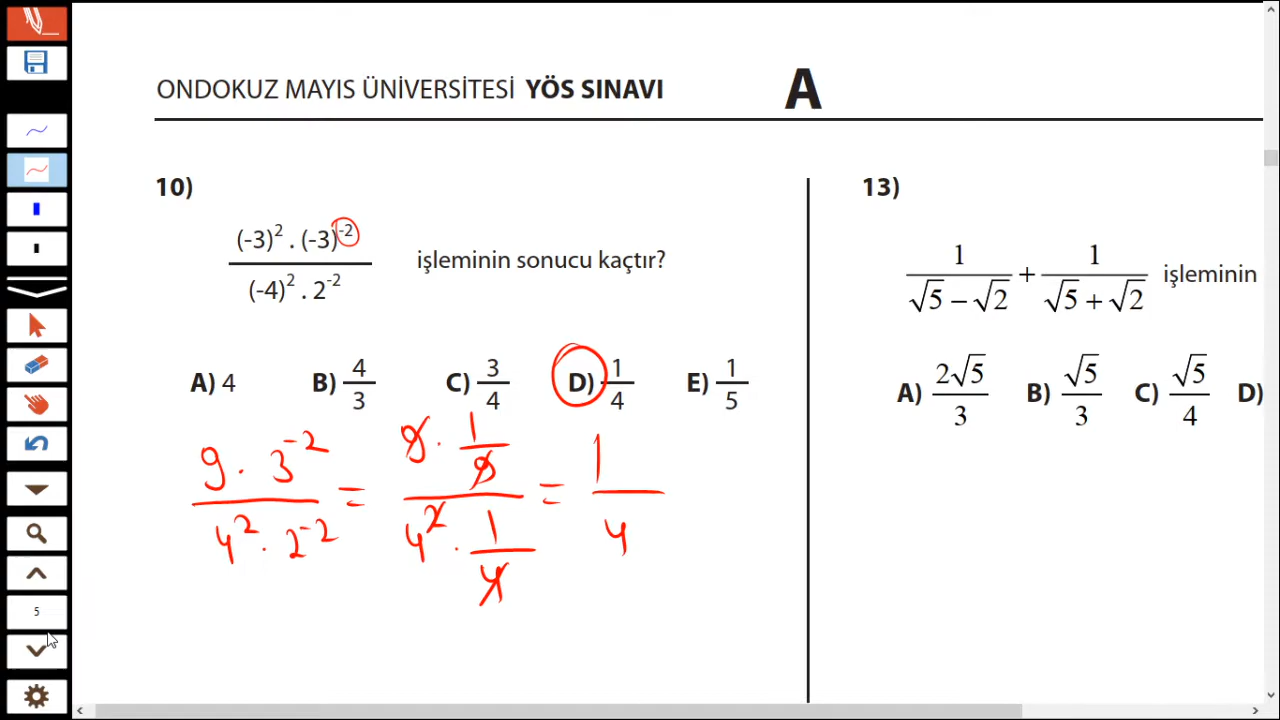 ONDOKUZ MAYIS ÜNİVERSİTESİ YÖS SINAVI A
10)
(-3)² . (-3)⁻² / (-4)² . 2⁻² işleminin sonucu kaçtır?
A) 4 B) 4/3 C) 3/4 D) 1/4 E) 1/5
9 · 3⁻² / 4² · 2⁻² = 9 · 1/9 / 4² · 1/4 = 1/4
13)
1/(√5 − √2) + 1/(√5 + √2) işleminin
A) 2√5/3 B) √5/3 C) √5/4 D)
5